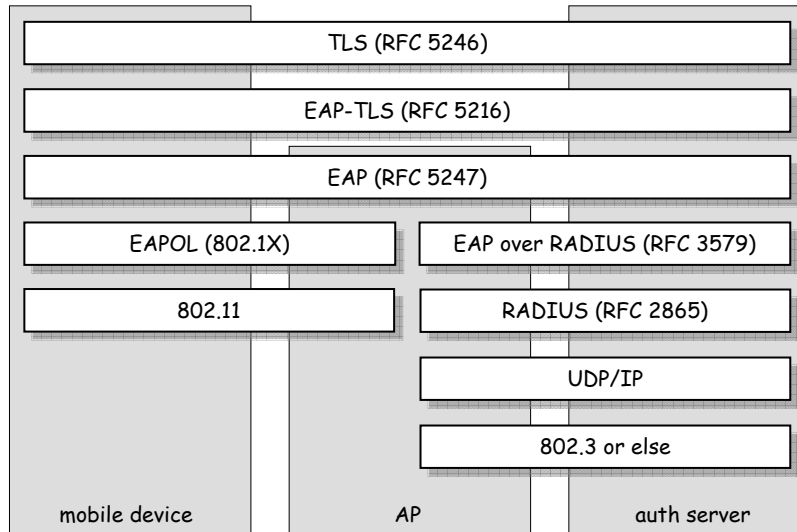 TLS (RFC 5246)
EAP-TLS (RFC 5216)
EAP (RFC 5247)
EAPOL (802.1X)
EAP over RADIUS (RFC 3579)
802.11
RADIUS (RFC 2865)
UDP/IP
802.3 or else
mobile device
AP
auth server